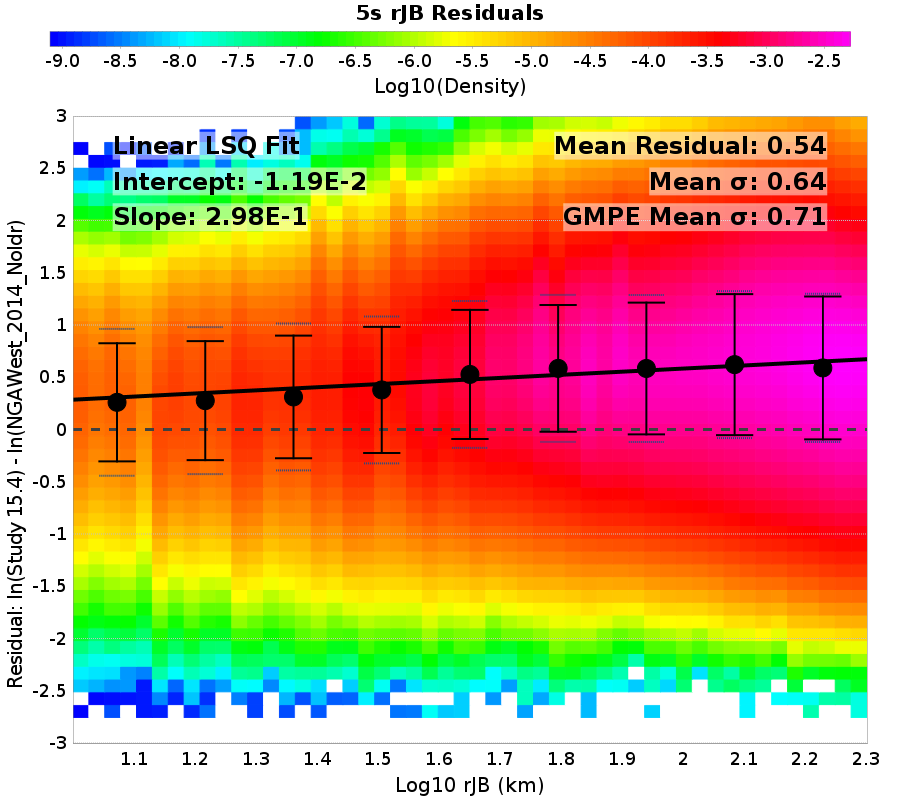 5s rJB Residuals
-9.0 -8.5 -8.0 -7.5 -7.0 -6.5 -6.0 -5.5 -5.0 -4.5 -4.0 -3.5 -3.0 -2.5
Log10(Density)
Linear LSQ Fit
Intercept: -1.19E-2
Slope: 2.98E-1
Mean Residual: 0.54
Mean σ: 0.64
GMPE Mean σ: 0.71
Residual: ln(Study 15.4) - ln(NGAWest_2014_NoIdr)
3
2.5
2
1.5
1
0.5
0
-0.5
-1
-1.5
-2
-2.5
-3
1.1 1.2 1.3 1.4 1.5 1.6 1.7 1.8 1.9 2 2.1 2.2 2.3
Log10 rJB (km)